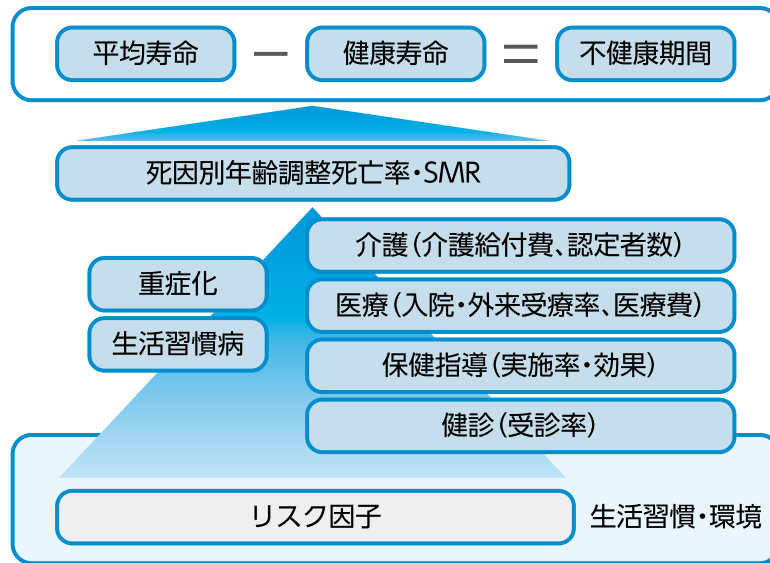 平均寿命 － 健康寿命 ＝ 不健康期間
死因別年齢調整死亡率・SMR
介護（介護給付費、認定者数）
重症化
医療（入院・外来受療率、医療費）
生活習慣病
保健指導（実施率・効果）
健診（受診率）
リスク因子 生活習慣・環境